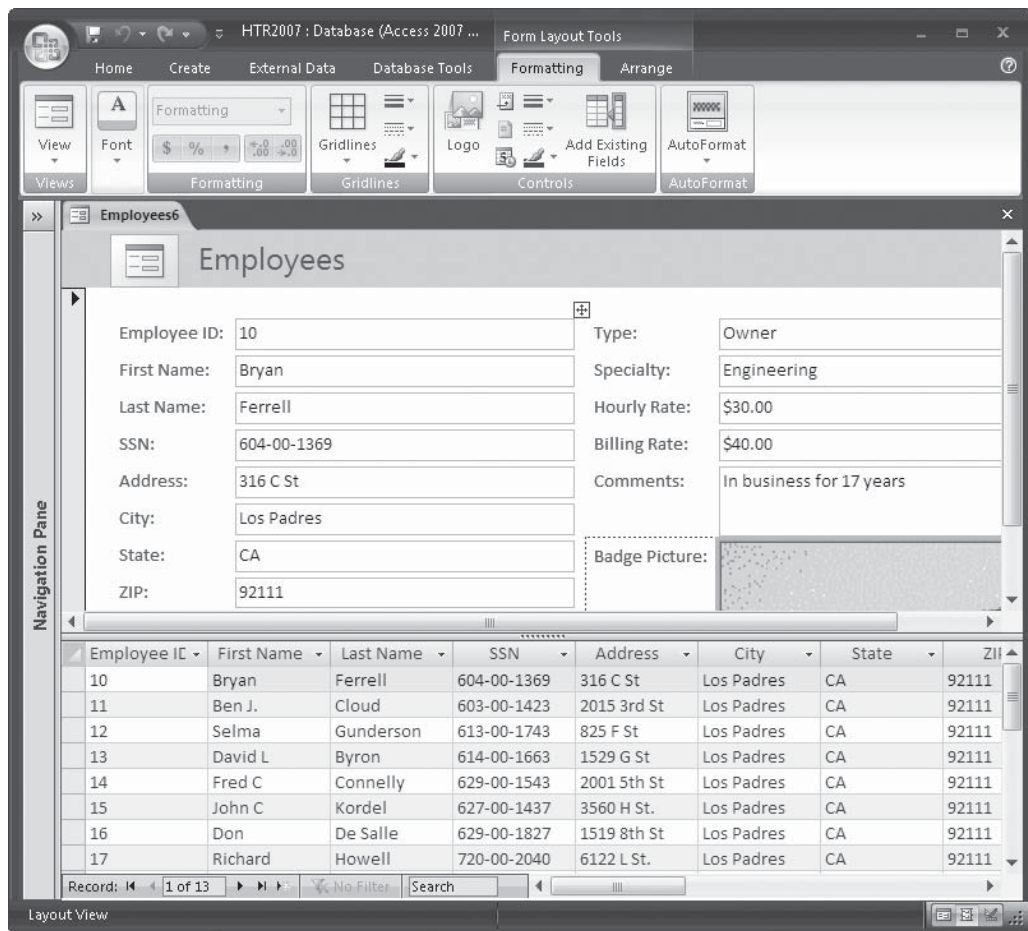 HTR2007 : Database (Access 2007 ...
Form Layout Tools
Home Create External Data Database Tools Formatting Arrange
A
Formatting
View Font $ % , Gridlines Logo Add Existing Fields AutoFormat
Views Formatting Gridlines Controls AutoFormat
Employees6
Navigation Pane
Employees
Employee ID: 10
First Name: Bryan
Last Name: Ferrell
SSN: 604-00-1369
Address: 316 C St
City: Los Padres
State: CA
ZIP: 92111
Type: Owner
Specialty: Engineering
Hourly Rate: $30.00
Billing Rate: $40.00
Comments: In business for 17 years
Badge Picture:
Employee ID First Name Last Name SSN Address City State ZIP
10 Bryan Ferrell 604-00-1369 316 C St Los Padres CA 92111
11 Ben J. Cloud 603-00-1423 2015 3rd St Los Padres CA 92111
12 Selma Gunderson 613-00-1743 825 F St Los Padres CA 92111
13 David L Byron 614-00-1663 1529 G St Los Padres CA 92111
14 Fred C Connelly 629-00-1543 2001 5th St Los Padres CA 92111
15 John C Kordel 627-00-1437 3560 H St. Los Padres CA 92111
16 Don De Salle 629-00-1827 1519 8th St Los Padres CA 92111
17 Richard Howell 720-00-2040 6122 L St. Los Padres CA 92111
Record: 1 of 13 No Filter Search
Layout View